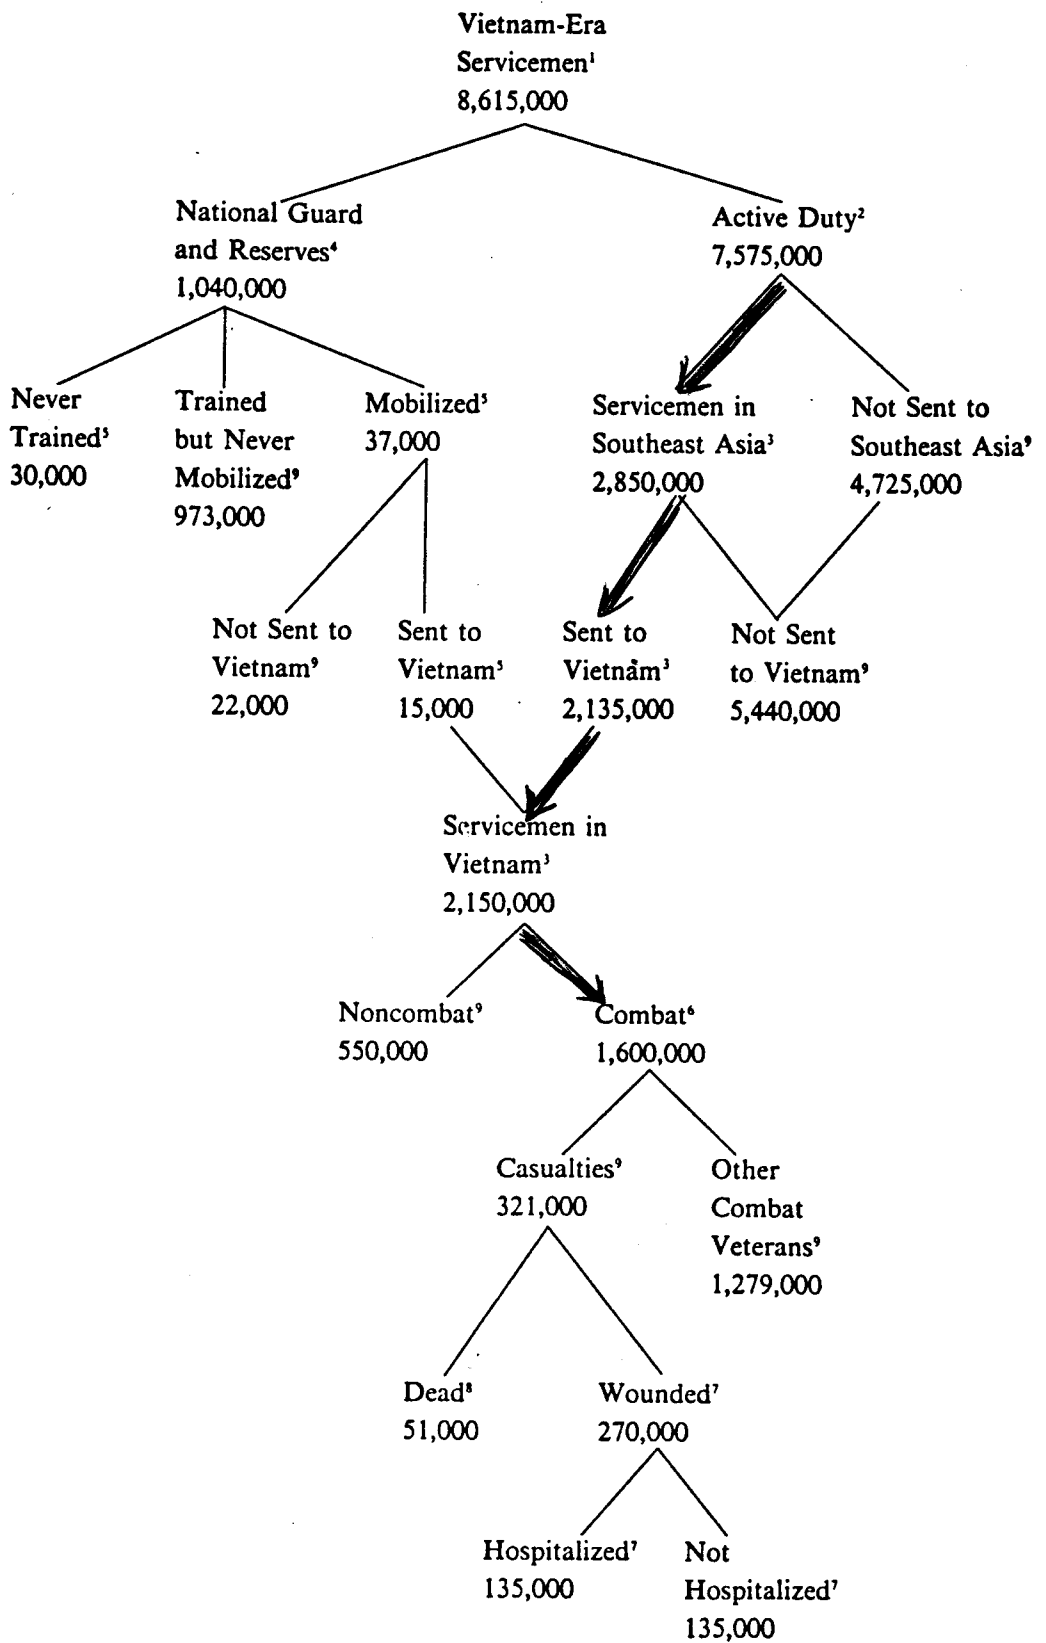 Vietnam-Era
Servicemen¹
8,615,000
National Guard
and Reserves⁴
1,040,000
Active Duty²
7,575,000
Never
Trained⁵
30,000
Trained
but Never
Mobilized⁹
973,000
Mobilized⁵
37,000
Servicemen in
Southeast Asia³
2,850,000
Not Sent to
Southeast Asia⁹
4,725,000
Not Sent to
Vietnam⁹
22,000
Sent to
Vietnam⁵
15,000
Sent to
Vietnam³
2,135,000
Not Sent
to Vietnam⁹
5,440,000
Servicemen in
Vietnam³
2,150,000
Noncombat⁹
550,000
Combat⁶
1,600,000
Casualties⁹
321,000
Other
Combat
Veterans⁹
1,279,000
Dead⁸
51,000
Wounded⁷
270,000
Hospitalized⁷
135,000
Not
Hospitalized⁷
135,000